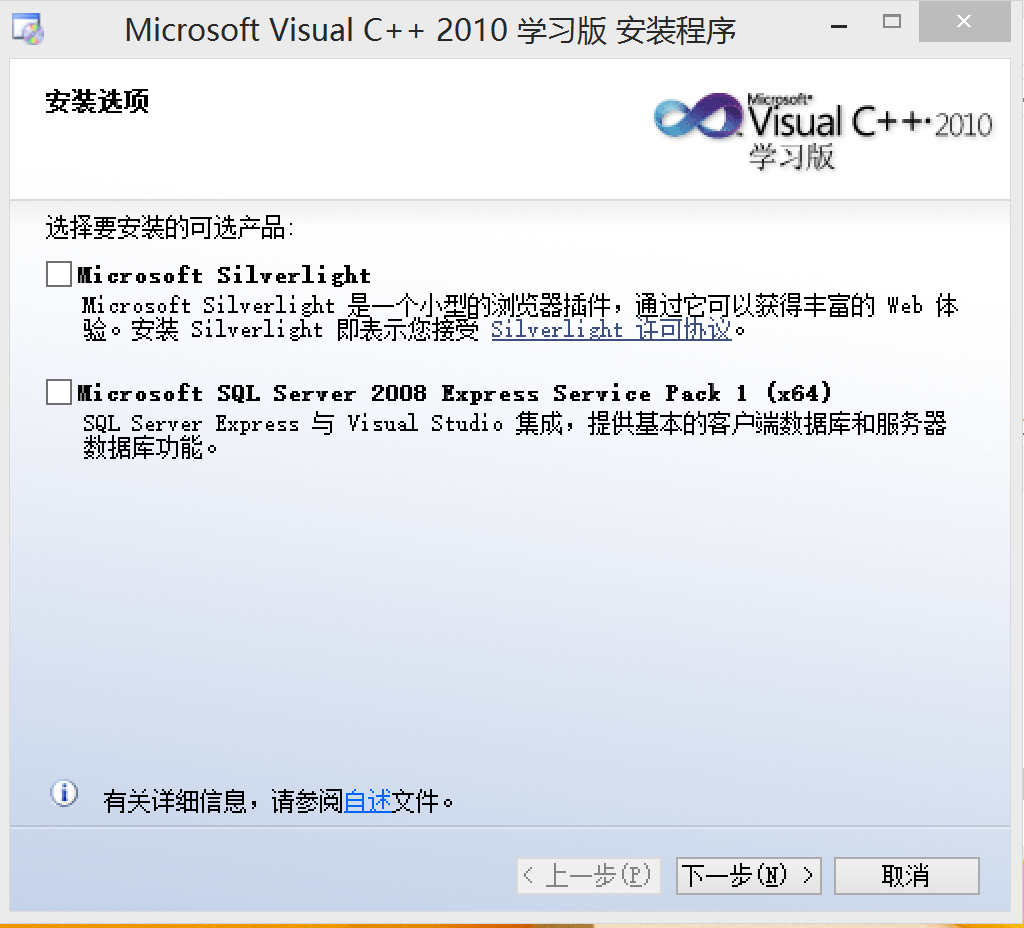 Microsoft Visual C++ 2010 学习版 安装程序
安装选项
Microsoft®
Visual C++ 2010
学习版
选择要安装的可选产品:
Microsoft Silverlight
Microsoft Silverlight 是一个小型的浏览器插件，通过它可以获得丰富的 Web 体
验。安装 Silverlight 即表示您接受 Silverlight 许可协议。
Microsoft SQL Server 2008 Express Service Pack 1 (x64)
SQL Server Express 与 Visual Studio 集成，提供基本的客户端数据库和服务器
数据库功能。
有关详细信息，请参阅自述文件。
< 上一步(P)
下一步(N) >
取消